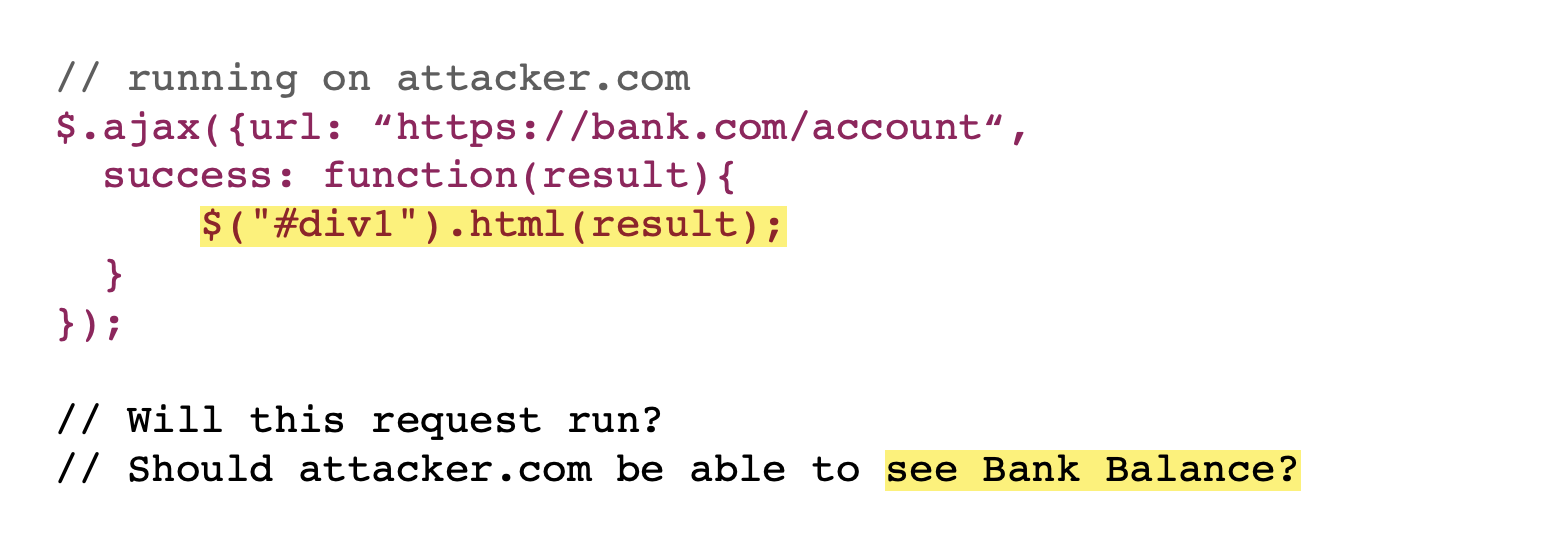 // running on attacker.com
$.ajax({url: “https://bank.com/account“,
success: function(result){
$("#div1").html(result);
}
});
// Will this request run?
// Should attacker.com be able to see Bank Balance?